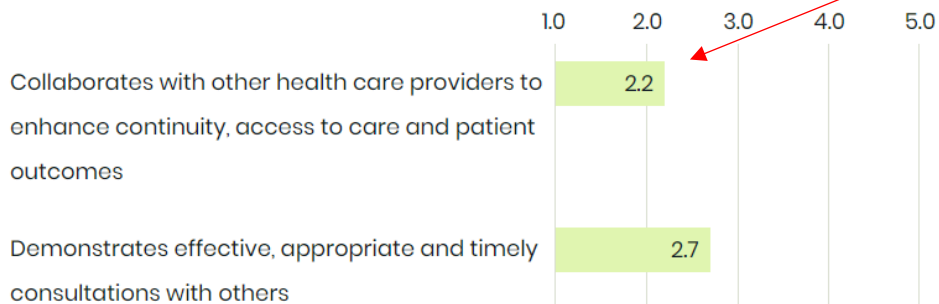 1.0 2.0 3.0 4.0 5.0
Collaborates with other health care providers to 2.2
enhance continuity, access to care and patient
outcomes
Demonstrates effective, appropriate and timely 2.7
consultations with others